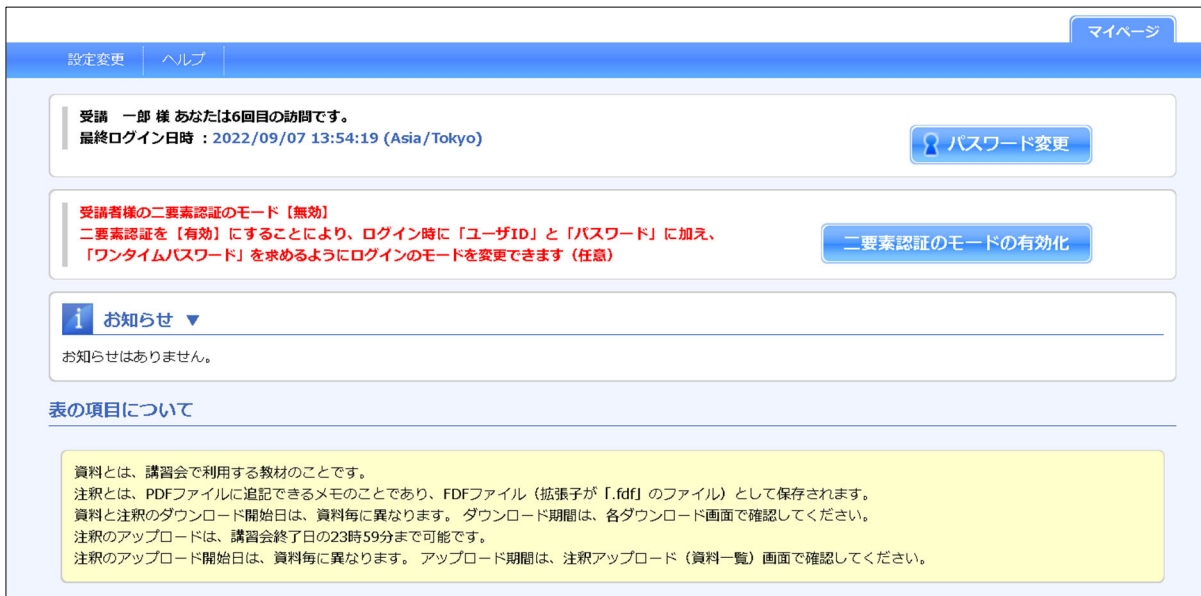 マイページ
設定変更 ヘルプ
受講 一郎 様 あなたは6回目の訪問です。
最終ログイン日時 : 2022/09/07 13:54:19 (Asia/Tokyo)
パスワード変更
受講者様の二要素認証のモード【無効】
二要素認証を【有効】にすることにより、ログイン時に「ユーザID」と「パスワード」に加え、
「ワンタイムパスワード」を求めるようにログインのモードを変更できます（任意）
二要素認証のモードの有効化
i お知らせ ▼
お知らせはありません。
表の項目について
資料とは、講習会で利用する教材のことです。
注釈とは、PDFファイルに追記できるメモのことであり、FDFファイル（拡張子が「.fdf」のファイル）として保存されます。
資料と注釈のダウンロード開始日は、資料毎に異なります。 ダウンロード期間は、各ダウンロード画面で確認してください。
注釈のアップロードは、講習会終了日の23時59分まで可能です。
注釈のアップロード開始日は、資料毎に異なります。 アップロード期間は、注釈アップロード（資料一覧）画面で確認してください。